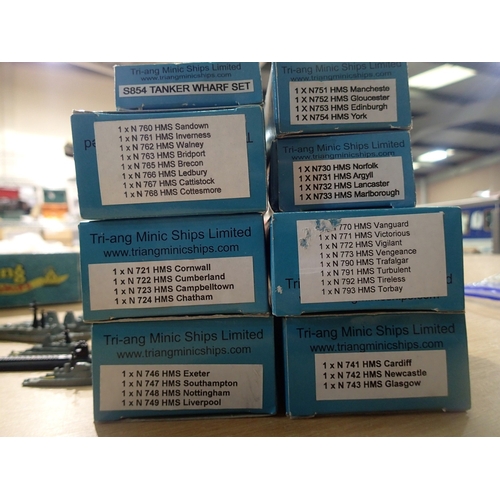 Tri-ang Minic Ships Limited
www.triangminicships.com
S854 TANKER WHARF SET
1 x N 760 HMS Sandown
1 x N 761 HMS Inverness
1 x N 762 HMS Walney
1 x N 763 HMS Bridport
1 x N 765 HMS Brecon
1 x N 766 HMS Ledbury
1 x N 767 HMS Cattistock
1 x N 768 HMS Cottesmore
Tri-ang Minic Ships Limited
www.triangminicships.com
1 x N 721 HMS Cornwall
1 x N 722 HMS Cumberland
1 x N 723 HMS Campbelltown
1 x N 724 HMS Chatham
Tri-ang Minic Ships Limited
www.triangminicships.com
1 x N 746 HMS Exeter
1 x N 747 HMS Southampton
1 x N 748 HMS Nottingham
1 x N 749 HMS Liverpool
1 X N751 HMS Mancheste
1 X N752 HMS Gloucester
1 X N753 HMS Edinburgh
1 X N754 HMS York
1 X N730 HMS Norfolk
1 X N731 HMS Argyll
1 X N732 HMS Lancaster
1 X N733 HMS Marlborough
770 HMS Vanguard
N 771 HMS Victorious
1 x N 772 HMS Vigilant
1 x N 773 HMS Vengeance
1 x N 790 HMS Trafalgar
1 x N 791 HMS Turbulent
1 x N 792 HMS Tireless
1 x N 793 HMS Torbay
Tri-ang Minic Ships Limited
www.triangminicships.com
1 x N 741 HMS Cardiff
1 x N 742 HMS Newcastle
1 x N 743 HMS Glasgow